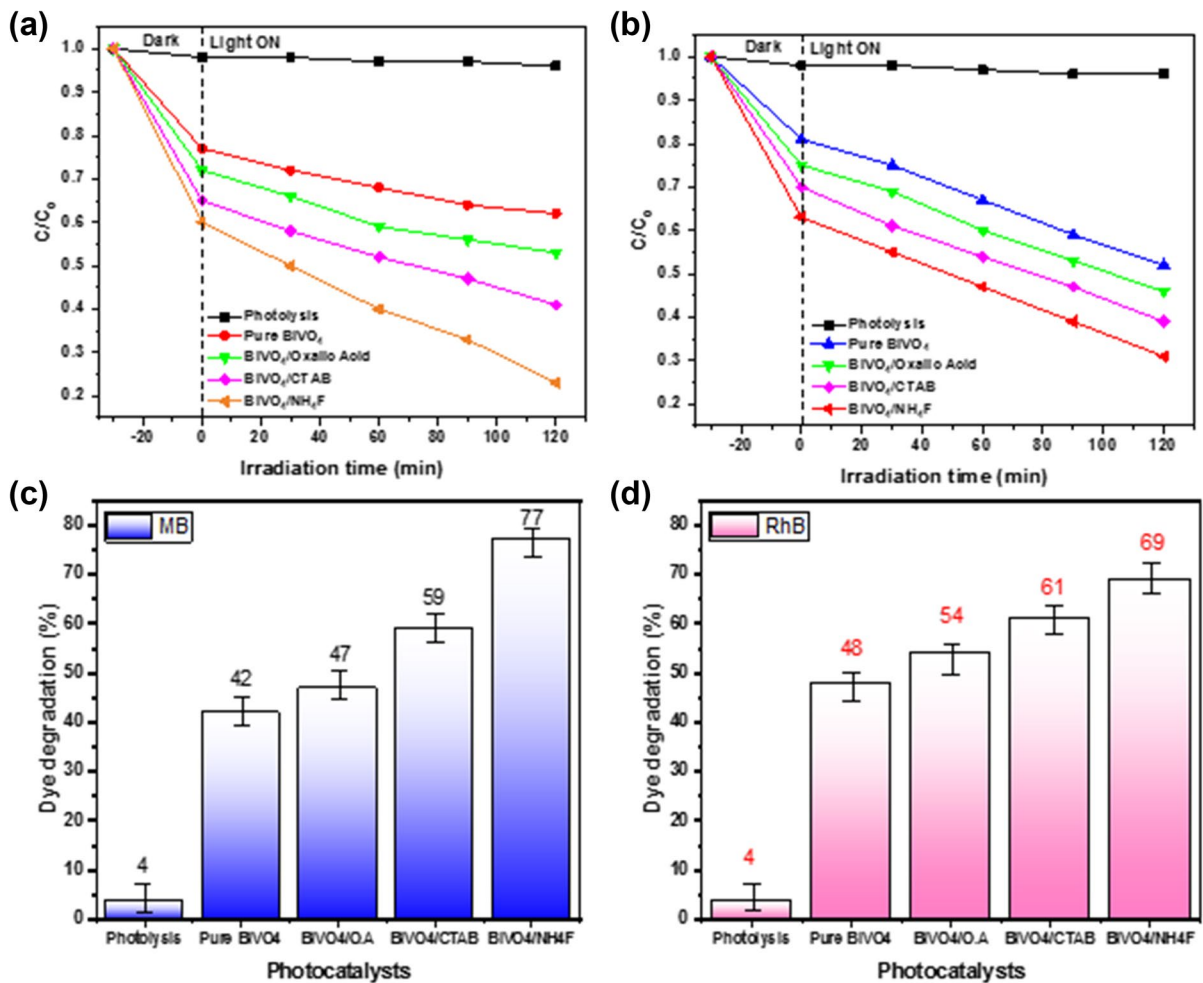 (a)
Dark Light ON
1.0
0.9
0.8
0.7
0.6
0.5
0.4
0.3
0.2
C/C₀
Photolysis
Pure BIVO₄
BIVO₄/Oxallo Aold
BIVO₄/CTAB
BIVO₄/NH₄F
-20 0 20 40 60 80 100 120
Irradiation time (min)
(b)
Dark Light ON
1.0
0.9
0.8
0.7
0.6
0.5
0.4
0.3
0.2
C/C₀
Photolysis
Pure BIVO₄
BIVO₄/Oxallo Aold
BIVO₄/CTAB
BIVO₄/NH₄F
-20 0 20 40 60 80 100 120
Irradiation time (min)
(c)
MB
80
70
60
50
40
30
20
10
0
Dye degradation (%)
4
42
47
59
77
Photolysis Pure BIVO4 BIVO4/O.A BIVO4/CTAB BIVO4/NH4F
Photocatalysts
(d)
RhB
80
70
60
50
40
30
20
10
0
Dye degradation (%)
4
48
54
61
69
Photolysis Pure BIVO4 BIVO4/O.A BIVO4/CTAB BIVO4/NH4F
Photocatalysts